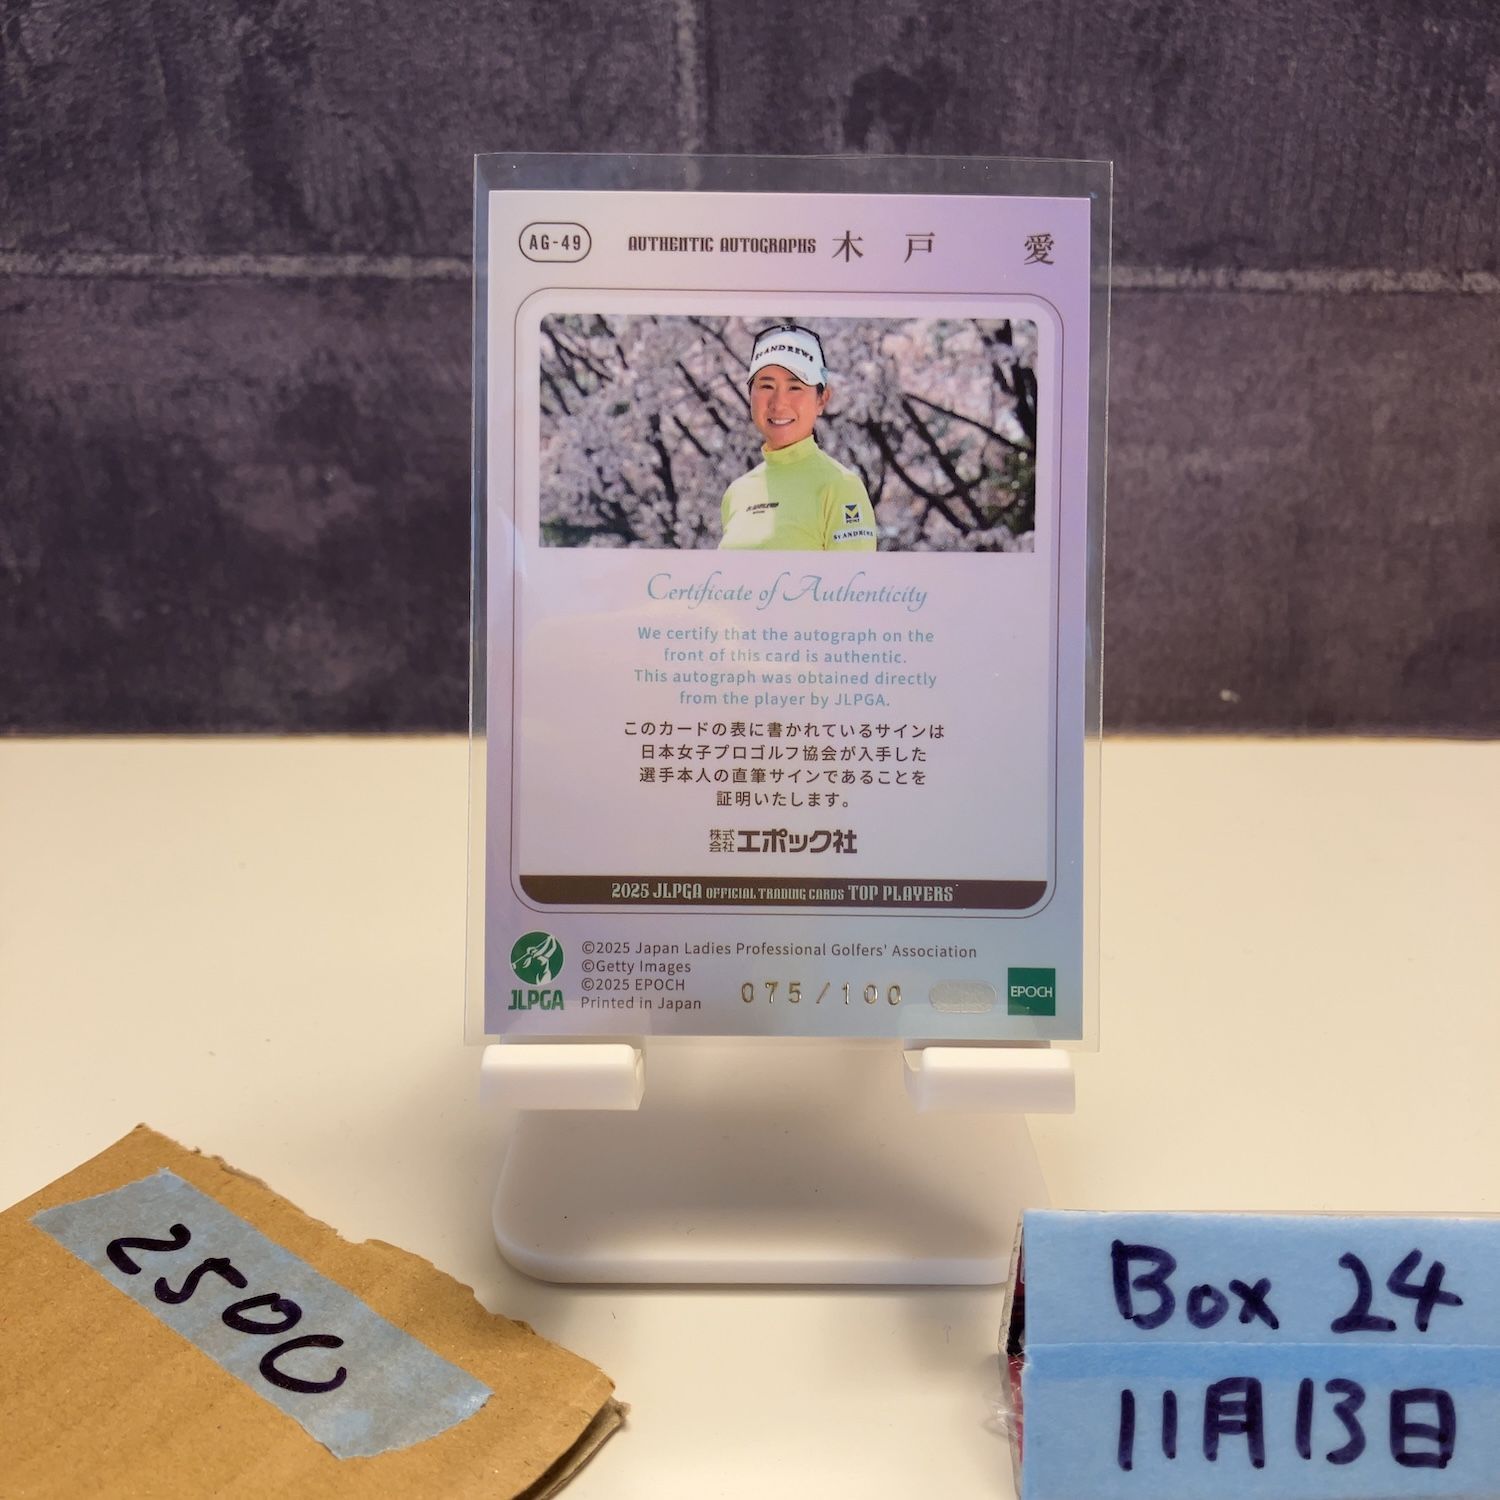 AG-49
AUTHENTIC AUTOGRAPHS 木 戸 愛
ST ANDREWS
ST ANDREWS
Certificate of Authenticity
We certify that the autograph on the
front of this card is authentic.
This autograph was obtained directly
from the player by JLPGA.
このカードの表に書かれているサインは
日本女子プロゴルフ協会が入手した
選手本人の直筆サインであることを
証明いたします。
株式会社 エポック社
2025 JLPGA OFFICIAL TRADING CARDS TOP PLAYERS
JLPGA
©2025 Japan Ladies Professional Golfers' Association
©Getty Images
©2025 EPOCH
Printed in Japan
075/100
EPOCH
2500
Box 24
11月13日